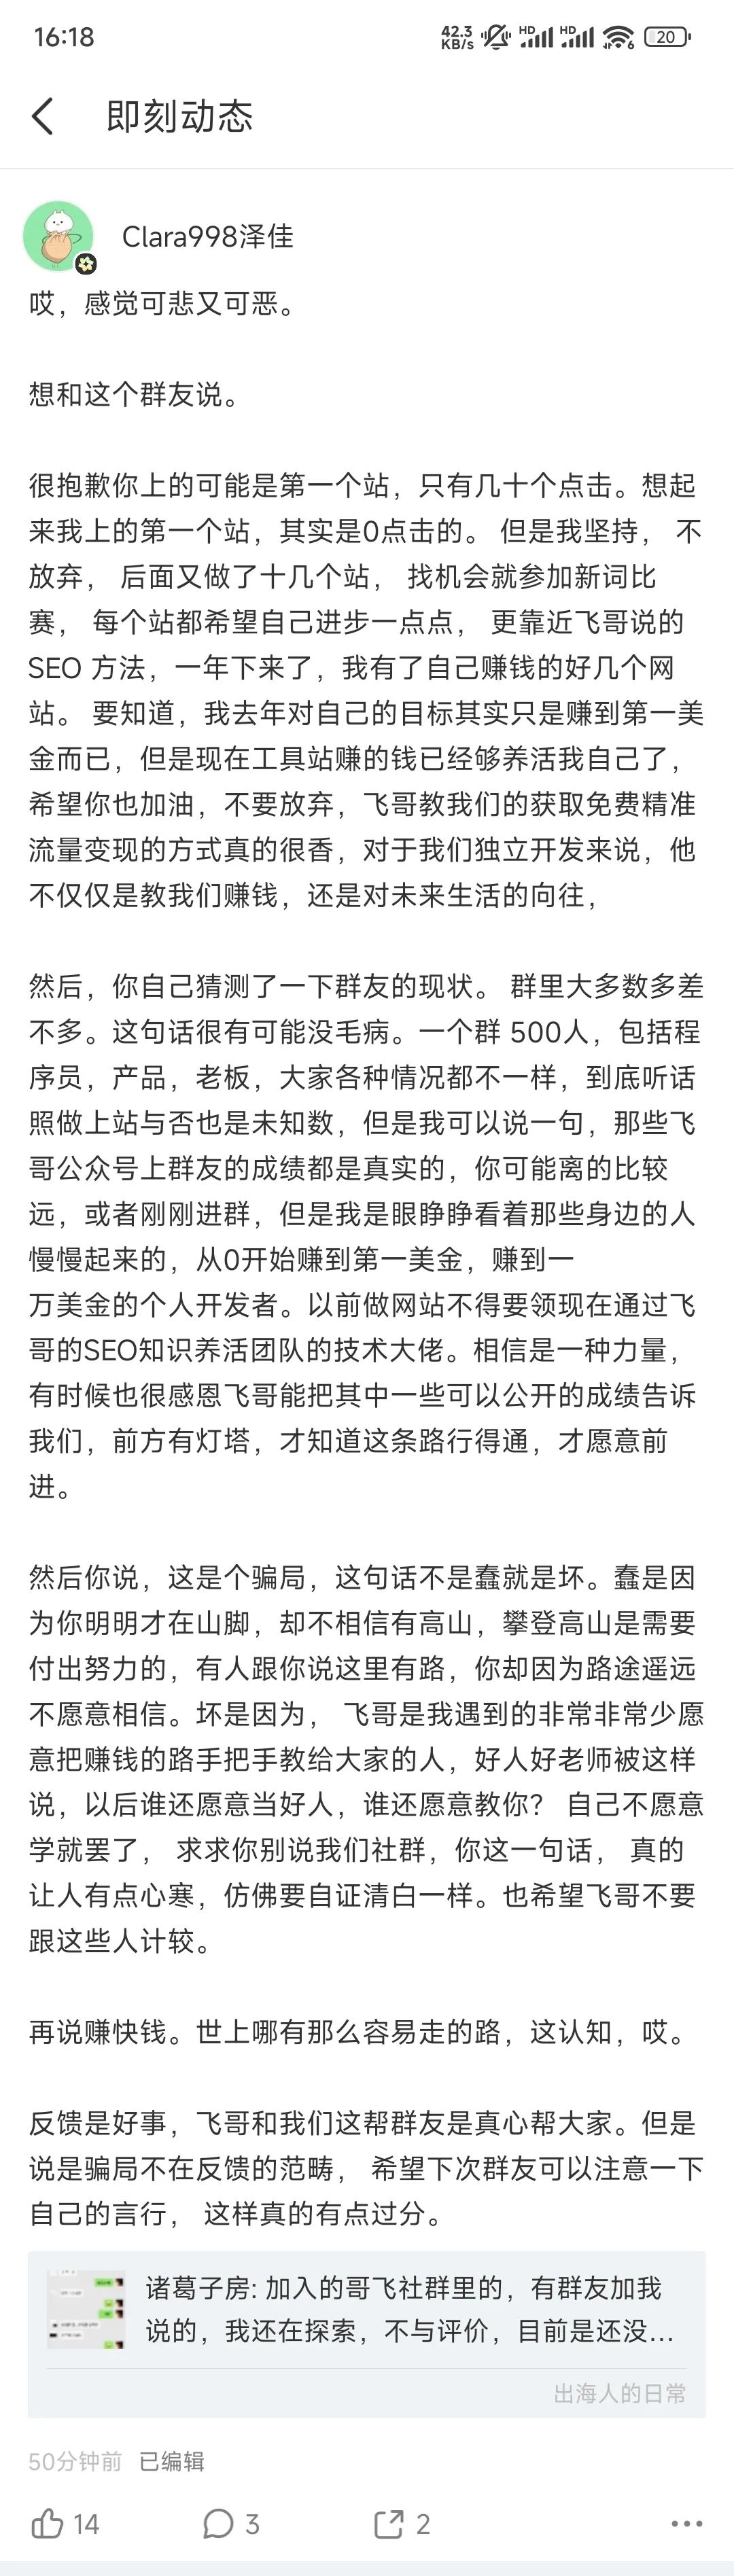 16:18
42.3
KB/s
HD
HD
6
20
即刻动态
Clara998泽佳
哎，感觉可悲又可恶。
想和这个群友说。
很抱歉你上的可能是第一个站，只有几十个点击。想起
来我上的第一个站，其实是0点击的。 但是我坚持， 不
放弃， 后面又做了十几个站， 找机会就参加新词比
赛， 每个站都希望自己进步一点点， 更靠近飞哥说的
SEO 方法，一年下来了，我有了自己赚钱的好几个网
站。 要知道，我去年对自己的目标其实只是赚到第一美
金而已，但是现在工具站赚的钱已经够养活我自己了，
希望你也加油，不要放弃，飞哥教我们的获取免费精准
流量变现的方式真的很香，对于我们独立开发来说，他
不仅仅是教我们赚钱，还是对未来生活的向往，
然后，你自己猜测了一下群友的现状。 群里大多数多差
不多。这句话很有可能没毛病。一个群 500人，包括程
序员，产品，老板，大家各种情况都不一样，到底听话
照做上站与否也是未知数，但是我可以说一句，那些飞
哥公众号上群友的成绩都是真实的，你可能离的比较
远，或者刚刚进群，但是我是眼睁睁看着那些身边的人
慢慢起来的，从0开始赚到第一美金，赚到一
万美金的个人开发者。以前做网站不得要领现在通过飞
哥的SEO知识养活团队的技术大佬。相信是一种力量，
有时候也很感恩飞哥能把其中一些可以公开的成绩告诉
我们，前方有灯塔，才知道这条路行得通，才愿意前
进。
然后你说，这是个骗局，这句话不是蠢就是坏。蠢是因
为你明明才在山脚，却不相信有高山，攀登高山是需要
付出努力的，有人跟你说这里有路，你却因为路途遥远
不愿意相信。坏是因为， 飞哥是我遇到的非常非常少愿
意把赚钱的路手把手教给大家的人，好人好老师被这样
说，以后谁还愿意当好人，谁还愿意教你？ 自己不愿意
学就罢了， 求求你别说我们社群，你这一句话， 真的
让人有点心寒，仿佛要自证清白一样。也希望飞哥不要
跟这些人计较。
再说赚快钱。世上哪有那么容易走的路，这认知，哎。
反馈是好事，飞哥和我们这帮群友是真心帮大家。但是
说是骗局不在反馈的范畴， 希望下次群友可以注意一下
自己的言行， 这样真的有点过分。
诸葛子房: 加入的哥飞社群里的，有群友加我
说的，我还在探索，不与评价，目前是还没...
出海人的日常
50分钟前 已编辑
14
3
2